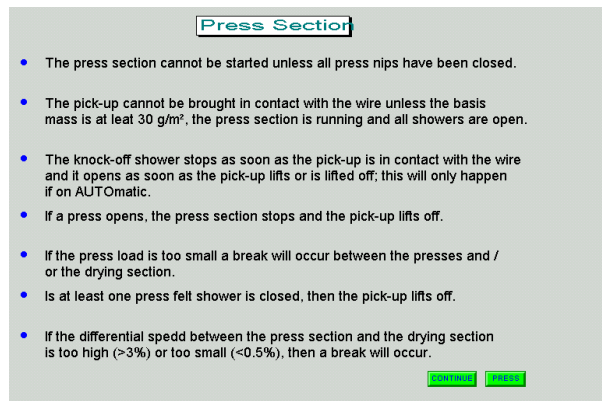 Press Section
• The press section cannot be started unless all press nips have been closed.
• The pick-up cannot be brought in contact with the wire unless the basis
mass is at leat 30 g/m², the press section is running and all showers are open.
• The knock-off shower stops as soon as the pick-up is in contact with the wire
and it opens as soon as the pick-up lifts or is lifted off; this will only happen
if on AUTOmatic.
• If a press opens, the press section stops and the pick-up lifts off.
• If the press load is too small a break will occur between the presses and /
or the drying section.
• Is at least one press felt shower is closed, then the pick-up lifts off.
• If the differential spedd between the press section and the drying section
is too high (>3%) or too small (<0.5%), then a break will occur.
CONTINUE PRESS